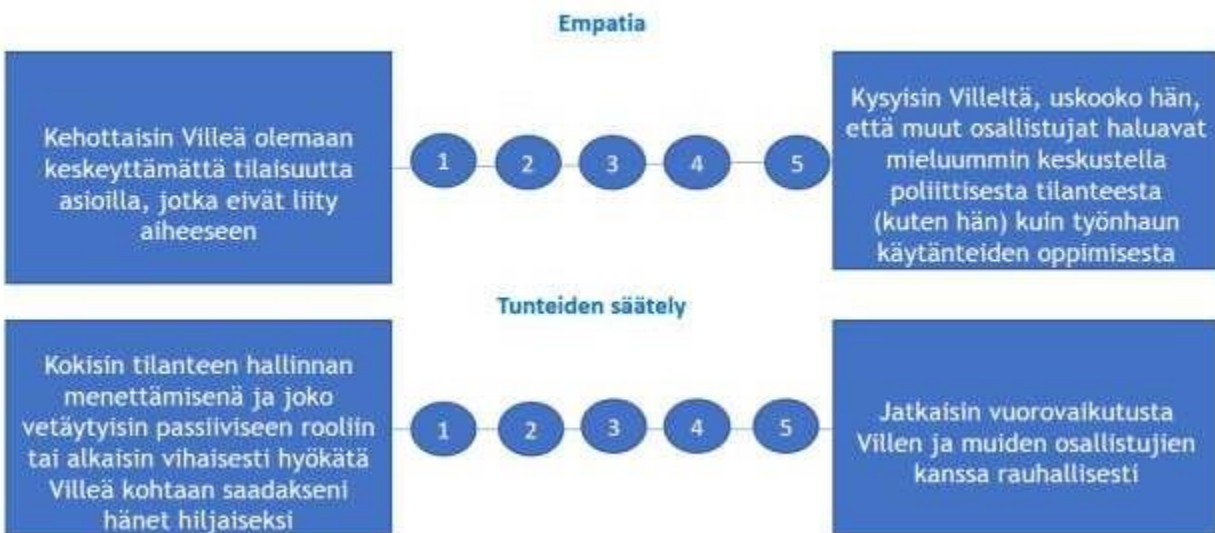 Empatia
Kehottaisin Villeä olemaan
keskeyttämättä tilaisuutta
asioilla, jotka eivät liity
aiheeseen
1 2 3 4 5
Kysyisin Villeltä, uskooko hän,
että muut osallistujat haluavat
mieluummin keskustella
poliittisesta tilanteesta
(kuten hän) kuin työnhaun
käytänteiden oppimisesta
Tunteiden säätely
Kokisin tilanteen hallinnan
menettämisenä ja joko
vetäytyisin passiiviseen rooliin
tai alkaisin vihaisesti hyökätä
Villeä kohtaan saadakseni
hänet hiljaiseksi
1 2 3 4 5
Jatkaisin vuorovaikutusta
Villen ja muiden osallistujien
kanssa rauhallisesti